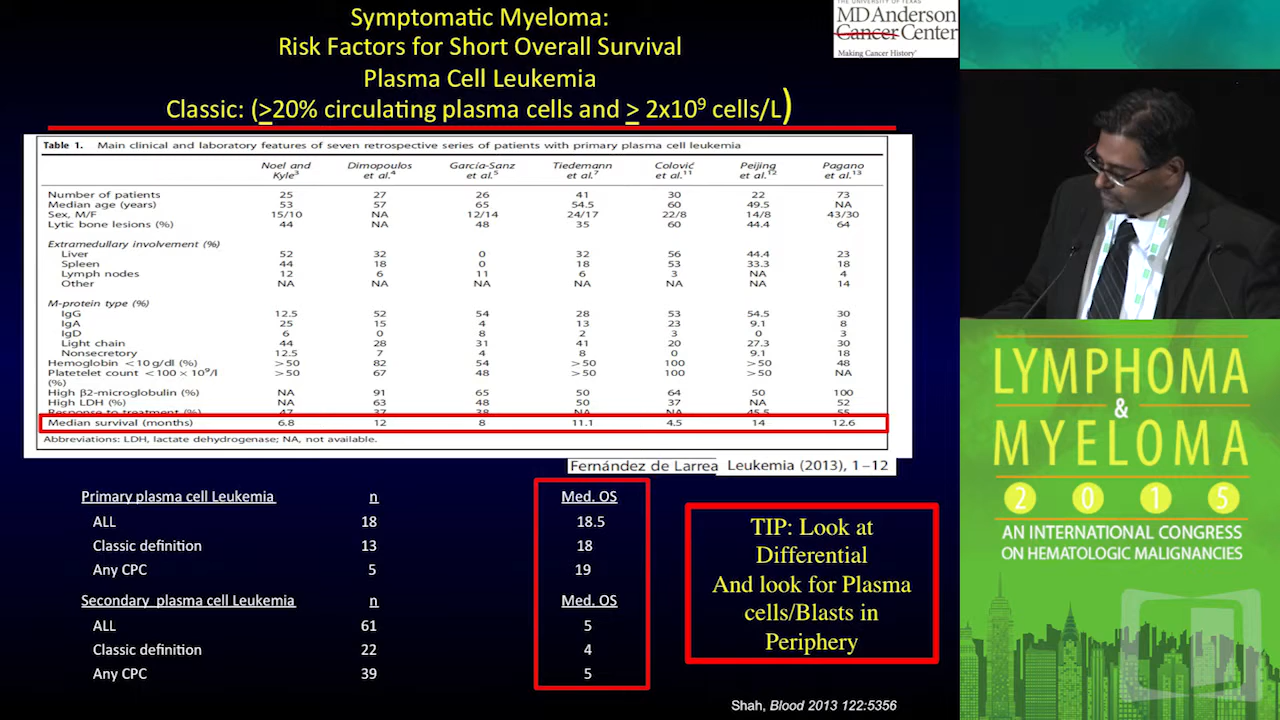 Symptomatic Myeloma:
Risk Factors for Short Overall Survival
Plasma Cell Leukemia
Classic: (≥20% circulating plasma cells and ≥ 2x10⁹ cells/L)
THE UNIVERSITY OF TEXAS
MD Anderson
Cancer Center
Making Cancer History®
Table 1. Main clinical and laboratory features of seven retrospective series of patients with primary plasma cell leukemia
Noel and Kyle³ Dimopoulos et al.⁴ García-Sanz et al.⁵ Tiedemann et al.⁷ Colović et al.¹¹ Peijing et al.¹² Pagano et al.¹³
Number of patients 25 27 26 41 30 22 73
Median age (years) 53 57 65 54.5 60 49.5 NA
Sex, M/F 15/10 NA 12/14 24/17 22/8 14/8 43/30
Lytic bone lesions (%) 44 NA 48 35 60 44.4 64
Extramedullary involvement (%)
Liver 52 32 0 32 56 44.4 23
Spleen 44 18 0 18 53 33.3 18
Lymph nodes 12 6 11 6 3 NA 4
Other NA NA NA NA NA NA 14
M-protein type (%)
IgG 12.5 52 54 28 53 54.5 30
IgA 25 15 4 13 23 9.1 8
IgD 6 0 8 2 3 0 3
Light chain 44 28 31 41 20 27.3 30
Nonsecretory 12.5 7 4 8 0 9.1 18
Hemoglobin <10 g/dl (%) >50 82 54 >50 100 >50 48
Platetelet count <100 × 10⁹/l (%) >50 67 48 >50 100 >50 NA
High β2-microglobulin (%) NA 91 65 50 64 50 100
High LDH (%) NA 63 48 50 37 NA 52
Response to treatment (%) 47 37 38 NA NA 45.5 55
Median survival (months) 6.8 12 8 11.1 4.5 14 12.6
Abbreviations: LDH, lactate dehydrogenase; NA, not available.
Fernández de Larrea Leukemia (2013), 1–12
Primary plasma cell Leukemia n Med. OS
ALL 18 18.5
Classic definition 13 18
Any CPC 5 19
Secondary plasma cell Leukemia n Med. OS
ALL 61 5
Classic definition 22 4
Any CPC 39 5
TIP: Look at
Differential
And look for Plasma
cells/Blasts in
Periphery
Shah, Blood 2013 122:5356
LYMPHOMA
&
MYELOMA
2015
AN INTERNATIONAL CONGRESS
ON HEMATOLOGIC MALIGNANCIES